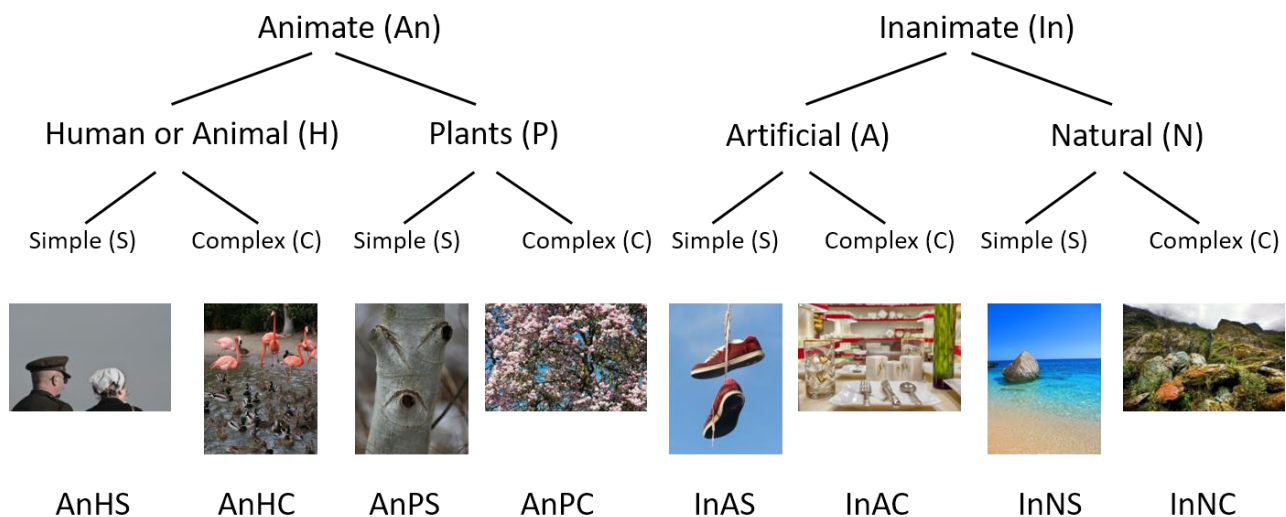 Animate (An)
Inanimate (In)
Human or Animal (H)
Plants (P)
Artificial (A)
Natural (N)
Simple (S)
Complex (C)
Simple (S)
Complex (C)
Simple (S)
Complex (C)
Simple (S)
Complex (C)
AnHS
AnHC
AnPS
AnPC
InAS
InAC
InNS
InNC